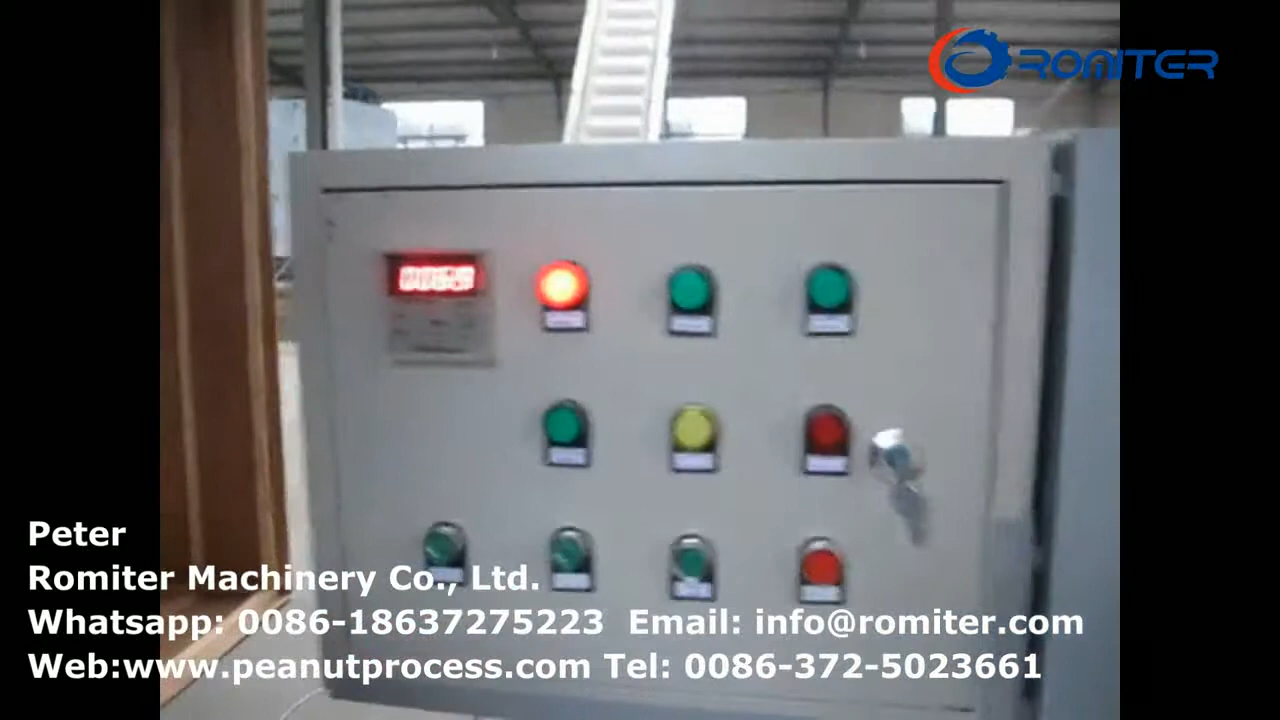 ROMITER
Peter
Romiter Machinery Co., Ltd.
Whatsapp: 0086-18637275223 Email: info@romiter.com
Web:www.peanutprocess.com Tel: 0086-372-5023661